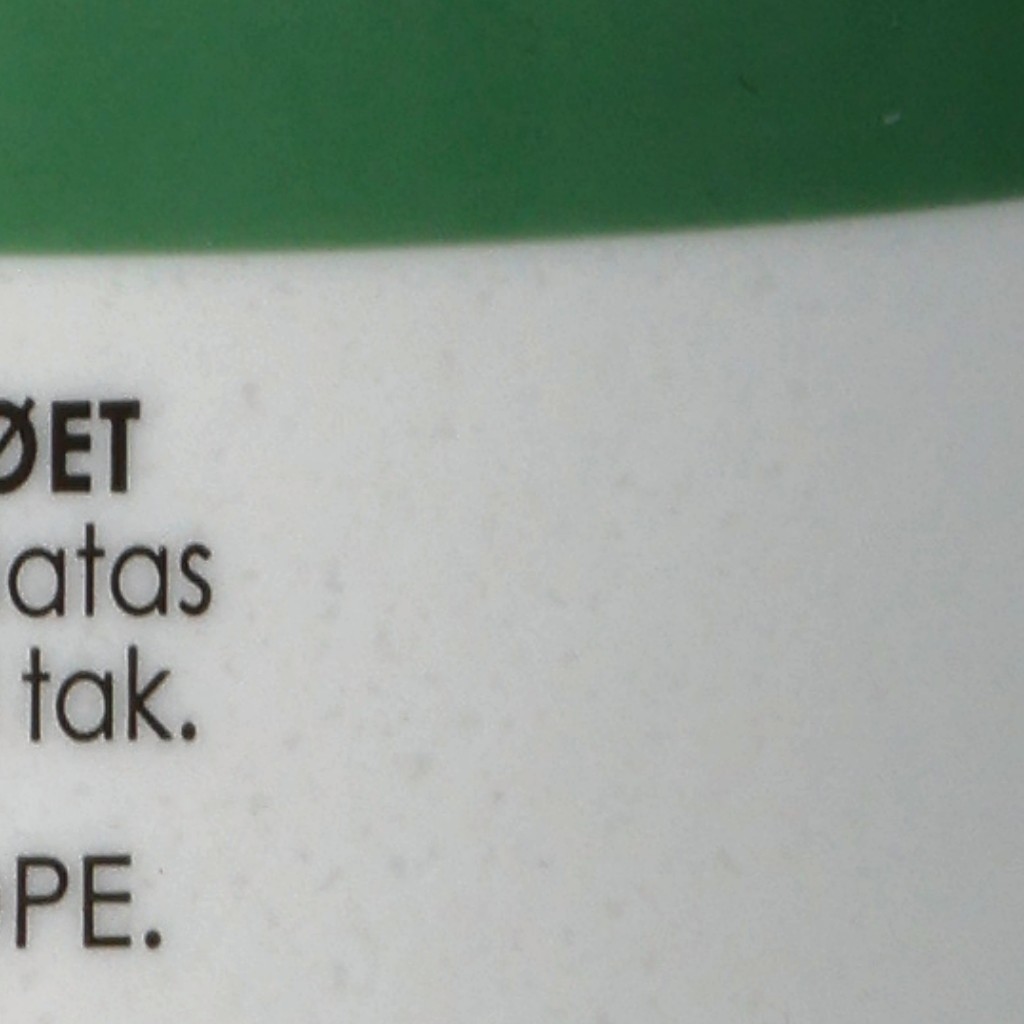 ØET
atas
tak.
PE.